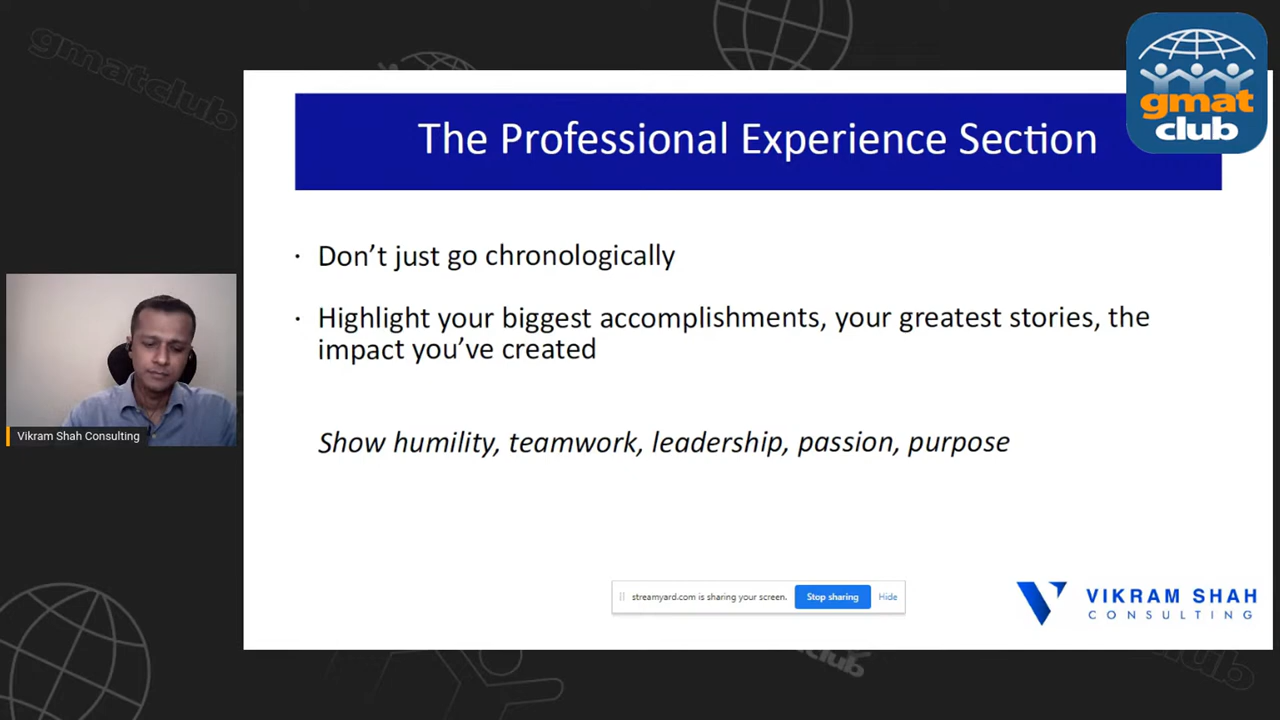 gmatclub
gmat
club
The Professional Experience Section
· Don’t just go chronologically
· Highlight your biggest accomplishments, your greatest stories, the
impact you’ve created
Show humility, teamwork, leadership, passion, purpose
Vikram Shah Consulting
streamyard.com is sharing your screen.
Stop sharing
Hide
VIKRAM SHAH
CONSULTING
club